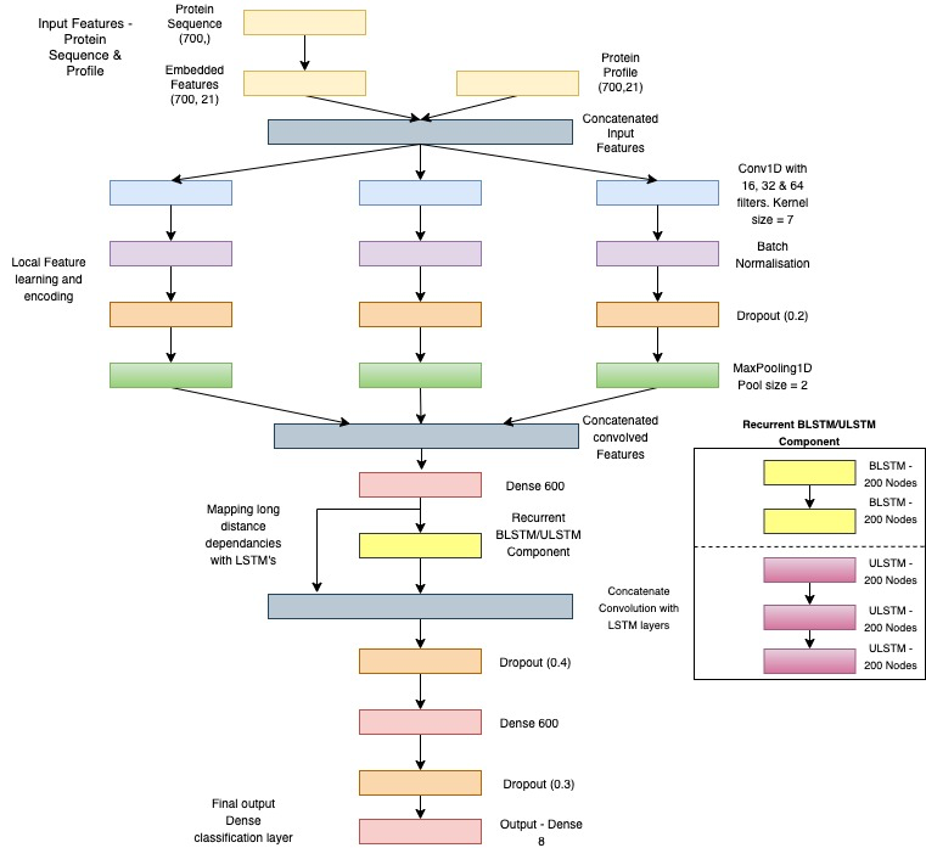 Input Features -
Protein
Sequence &
Profile
Protein
Sequence
(700,)
Embedded
Features
(700, 21)
Protein
Profile
(700,21)
Concatenated
Input
Features
Conv1D with
16, 32 & 64
filters. Kernel
size = 7
Local Feature
learning and
encoding
Batch
Normalisation
Dropout (0.2)
MaxPooling1D
Pool size = 2
Concatenated
convolved
Features
Dense 600
Mapping long
distance
dependancies
with LSTM's
Recurrent
BLSTM/ULSTM
Component
Concatenate
Convolution with
LSTM layers
Dropout (0.4)
Dense 600
Dropout (0.3)
Final output
Dense
classification layer
Output - Dense
8
Recurrent BLSTM/ULSTM
Component
BLSTM -
200 Nodes
BLSTM -
200 Nodes
ULSTM -
200 Nodes
ULSTM -
200 Nodes
ULSTM -
200 Nodes